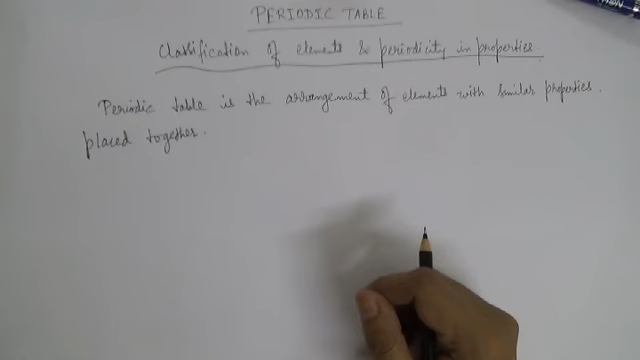 PERIODIC TABLE
Classification of elements & periodicity in properties.
Periodic table is the arrangement of elements with similar properties.
placed together.